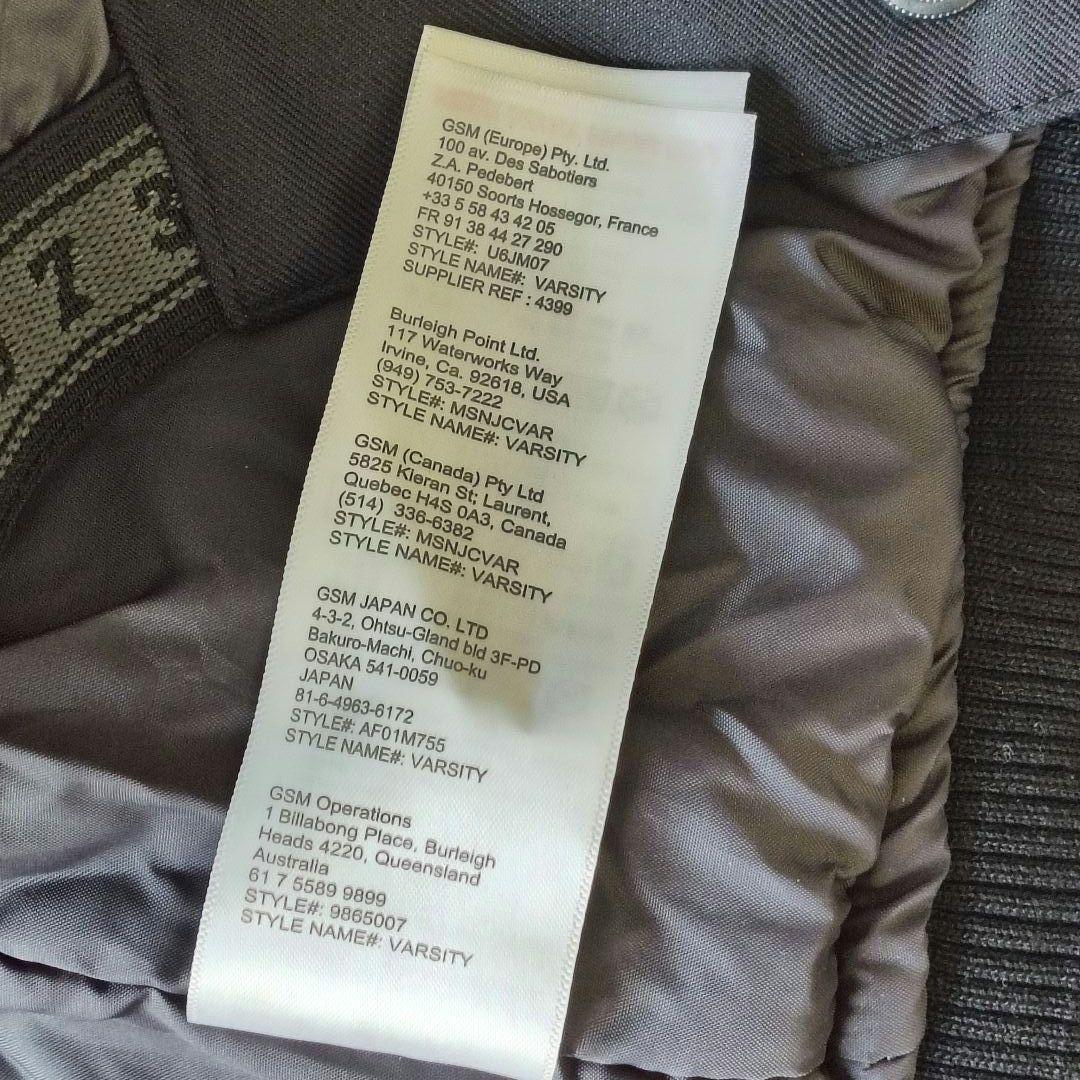 GSM (Europe) Pty. Ltd.
100 av. Des Sabotiers
Z.A. Pedebert
40150 Soorts Hossegor, France
+33 5 58 43 42 05
FR 91 38 44 27 290
STYLE#: U6JM07
STYLE NAME#: VARSITY
SUPPLIER REF : 4399
Burleigh Point Ltd.
117 Waterworks Way
Irvine, Ca. 92618, USA
(949) 753-7222
STYLE#: MSNJCVAR
STYLE NAME#: VARSITY
GSM (Canada) Pty Ltd
5825 Kieran St; Laurent,
Quebec H4S 0A3, Canada
(514) 336-6382
STYLE#: MSNJCVAR
STYLE NAME#: VARSITY
GSM JAPAN CO. LTD
4-3-2, Ohtsu-Gland bld 3F-PD
Bakuro-Machi, Chuo-ku
OSAKA 541-0059
JAPAN
81-6-4963-6172
STYLE#: AF01M755
STYLE NAME#: VARSITY
GSM Operations
1 Billabong Place, Burleigh
Heads 4220, Queensland
Australia
61 7 5589 9899
STYLE#: 9865007
STYLE NAME#: VARSITY